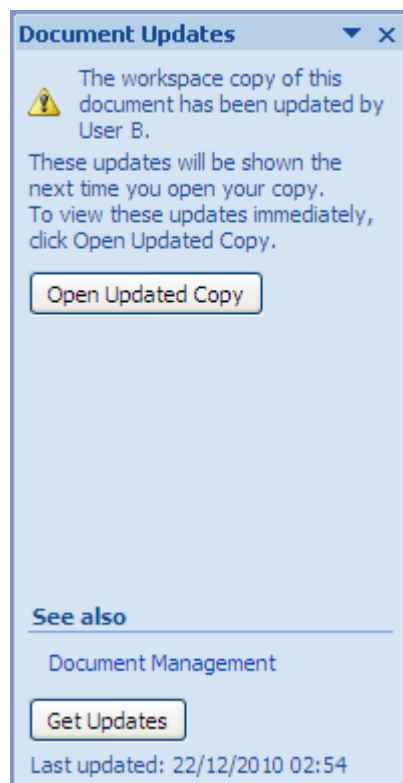 Document Updates
The workspace copy of this
document has been updated by
User B.
These updates will be shown the
next time you open your copy.
To view these updates immediately,
click Open Updated Copy.
Open Updated Copy
See also
Document Management
Get Updates
Last updated: 22/12/2010 02:54